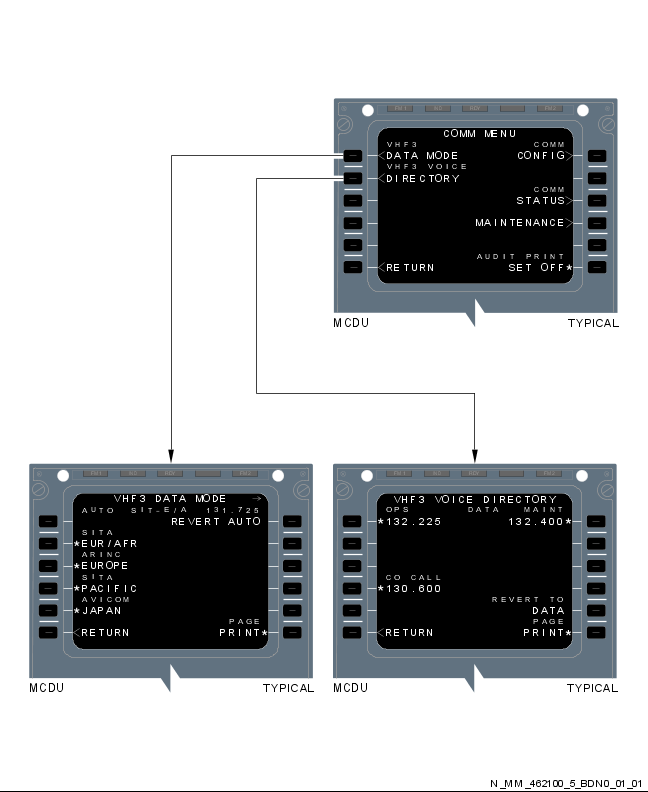 COMM MENU
VHF3 COMM
<DATA MODE CONFIG>
VHF3 VOICE
<DIRECTORY
COMM
STATUS>
MAINTENANCE>
AUDIT PRINT
<RETURN SET OFF*
MCDU TYPICAL
VHF3 DATA MODE →
AUTO SIT-E/A 131.725
REVERT AUTO
SITA
*EUR/AFR
ARINC
*EUROPE
SITA
*PACIFIC
AVICOM
*JAPAN
PAGE
<RETURN PRINT*
MCDU TYPICAL
VHF3 VOICE DIRECTORY
OPS DATA MAINT
*132.225 132.400*
CO CALL
*130.600
REVERT TO
DATA
PAGE
<RETURN PRINT*
MCDU TYPICAL
N_MM_462100_5_BDN0_01_01